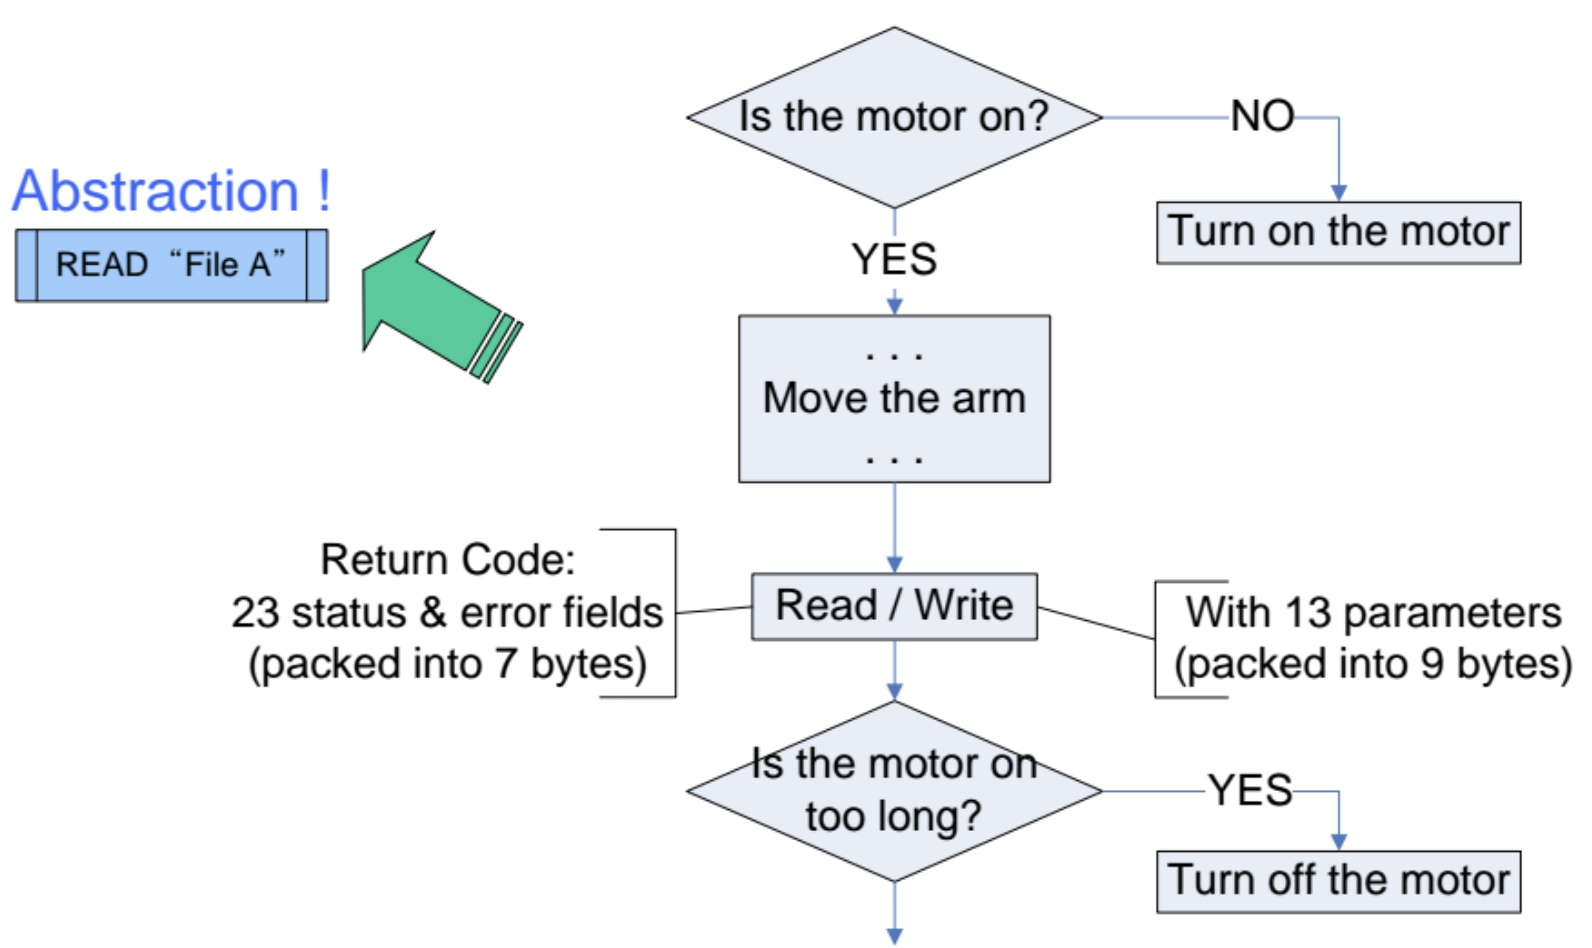 Is the motor on?
NO
Turn on the motor
Abstraction !
READ “File A”
YES
. . .
Move the arm
. . .
Return Code:
23 status & error fields
(packed into 7 bytes)
Read / Write
With 13 parameters
(packed into 9 bytes)
Is the motor on
too long?
YES
Turn off the motor